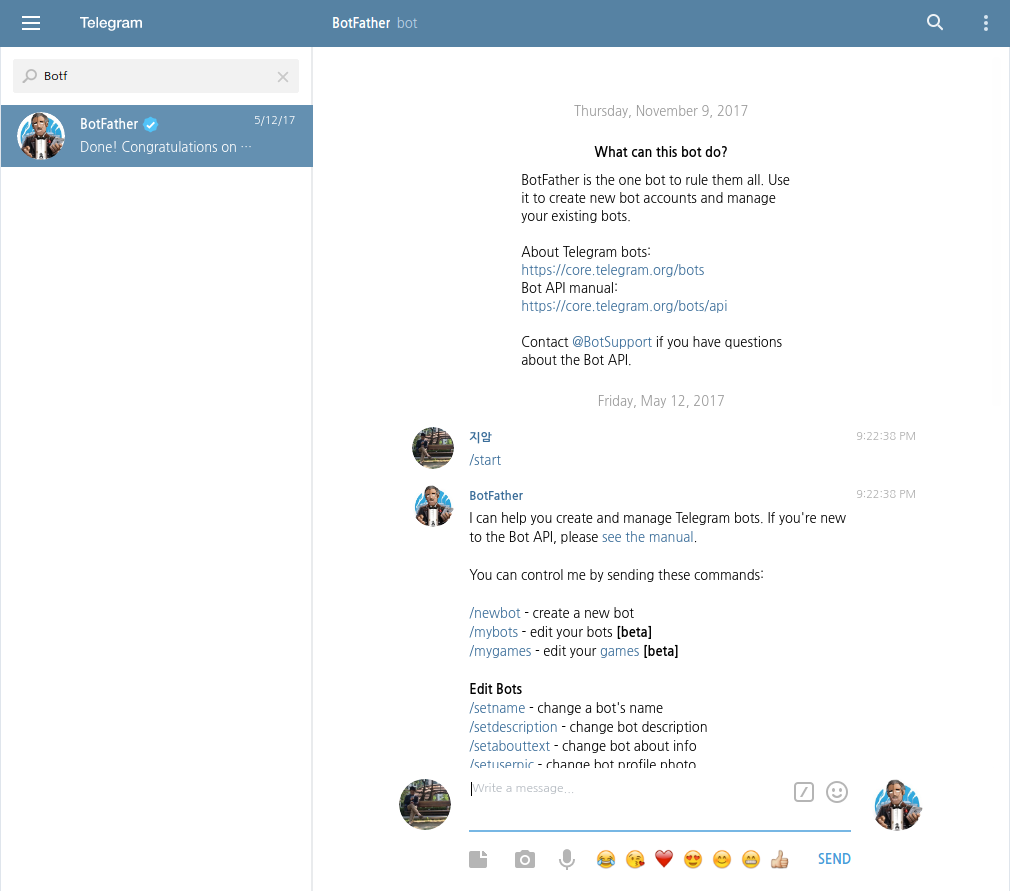 Telegram
BotFather bot
Botf
BotFather
5/12/17
Done! Congratulations on ···
Thursday, November 9, 2017
What can this bot do?
BotFather is the one bot to rule them all. Use
it to create new bot accounts and manage
your existing bots.
About Telegram bots:
https://core.telegram.org/bots
Bot API manual:
https://core.telegram.org/bots/api
Contact @BotSupport if you have questions
about the Bot API.
Friday, May 12, 2017
지암
9:22:38 PM
/start
BotFather
9:22:38 PM
I can help you create and manage Telegram bots. If you're new
to the Bot API, please see the manual.
You can control me by sending these commands:
/newbot - create a new bot
/mybots - edit your bots [beta]
/mygames - edit your games [beta]
Edit Bots
/setname - change a bot's name
/setdescription - change bot description
/setabouttext - change bot about info
/setuserpic - change bot profile photo
Write a message...
SEND